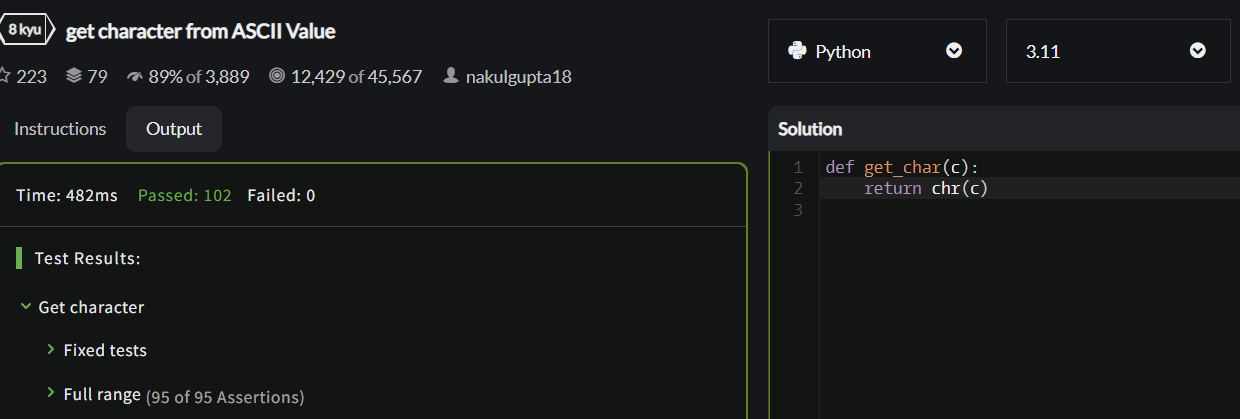 8 kyu get character from ASCII Value
223 79 89% of 3,889 12,429 of 45,567 nakulgupta18
Instructions Output
Time: 482ms Passed: 102 Failed: 0
Test Results:
Get character
Fixed tests
Full range (95 of 95 Assertions)
Python 3.11
Solution
1 def get_char(c):
2     return chr(c)
3